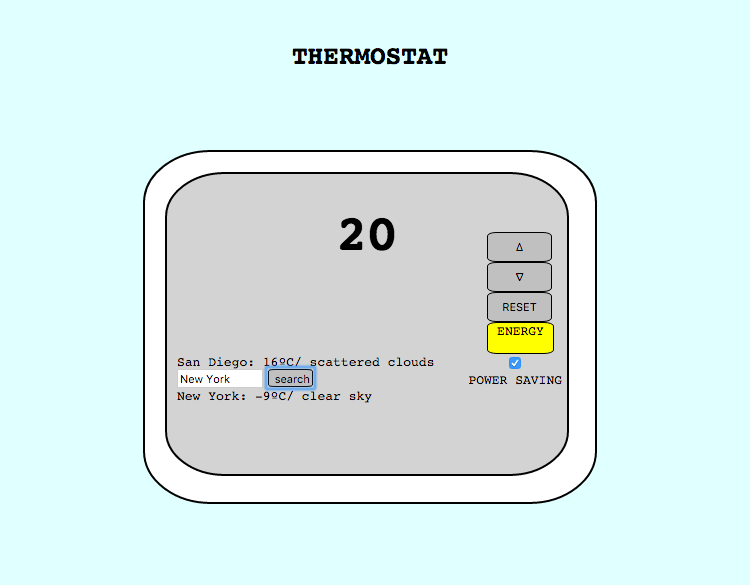 THERMOSTAT
20
Δ
∇
RESET
ENERGY
San Diego: 16ºC/ scattered clouds
New York search
POWER SAVING
New York: -9ºC/ clear sky